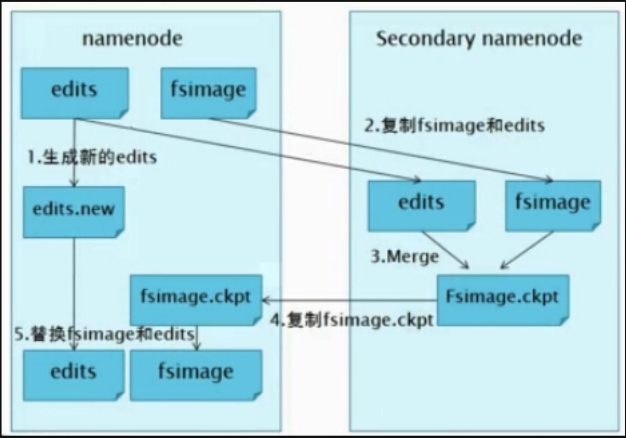 namenode
Secondary namenode
edits
fsimage
2.复制fsimage和edits
1.生成新的edits
edits.new
edits
fsimage
3.Merge
fsimage.ckpt
Fsimage.ckpt
4.复制fsimage.ckpt
5.替换fsimage和edits
edits
fsimage